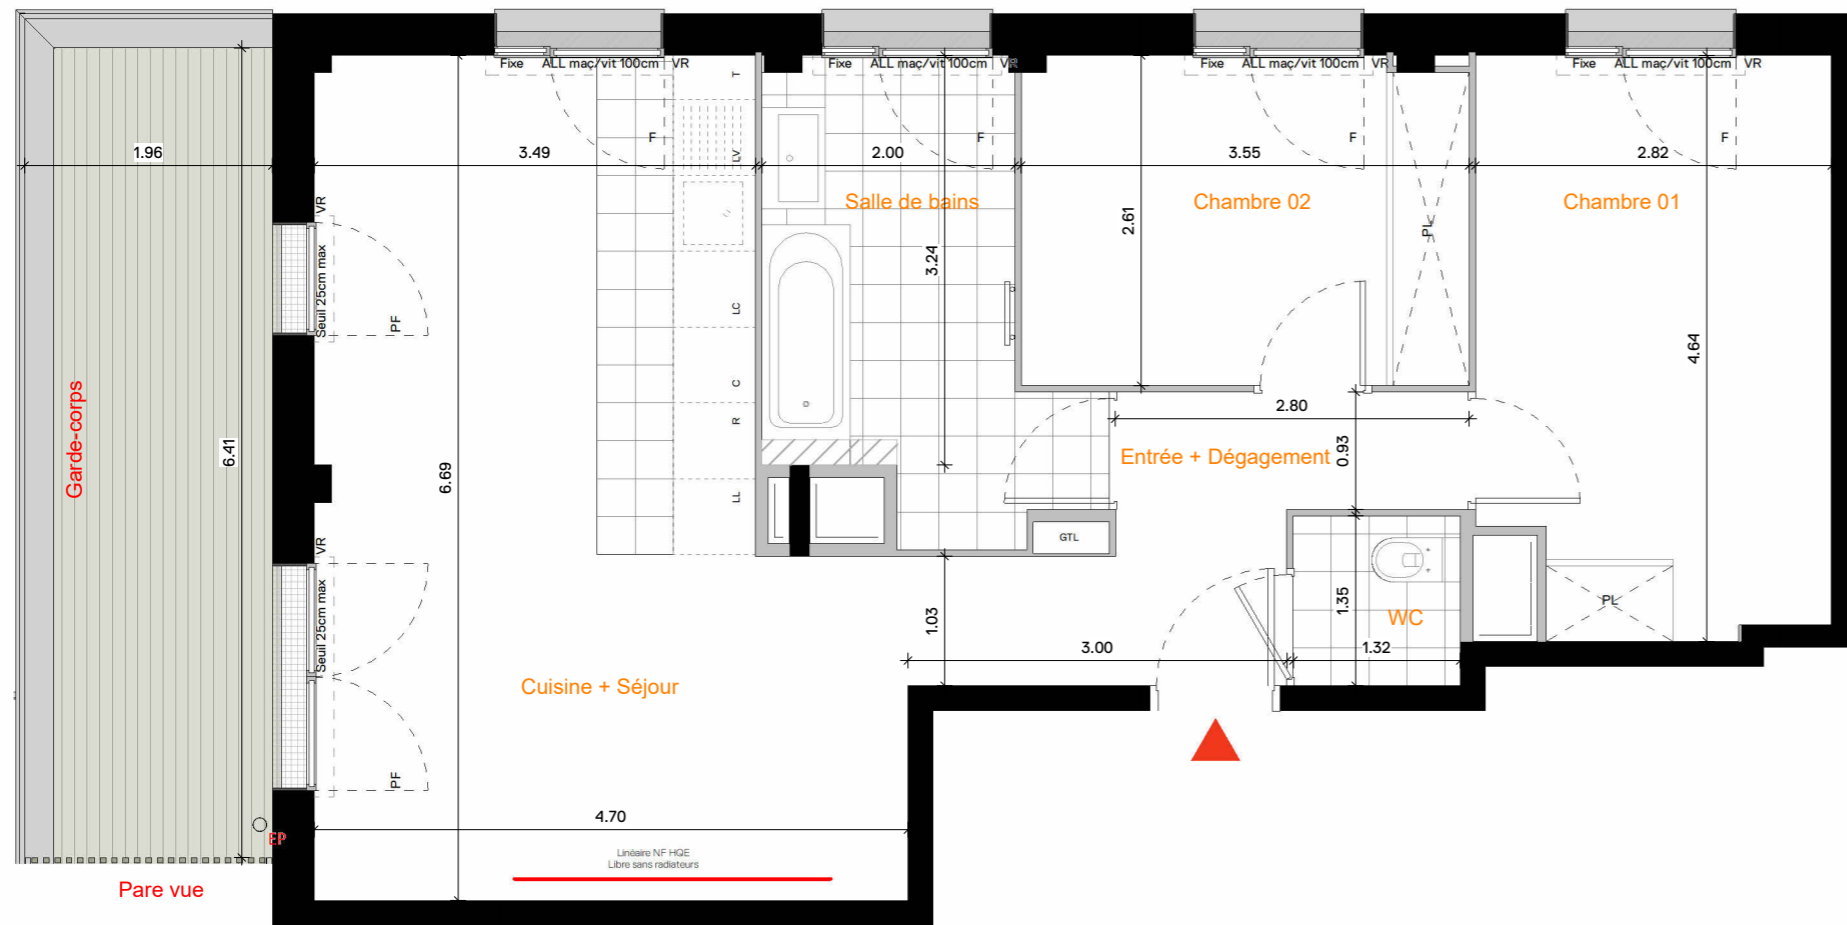 Fixe ALL maç/vit 100cm VR
Fixe ALL maç/vit 100cm
Fixe ALL maç/vit 100cm VR
Fixe ALL maç/vit 100cm VR
T
F
F
F
F
1.96
3.49
LV
2.00
3.55
2.82
VR
Salle de bains
Chambre 02
Chambre 01
2.61
PL
Seuil 25cm max
3.24
PF
LC
4.64
C
Garde-corps
R
2.80
6.41
6.69
Entrée + Dégagement
0.93
LL
GTL
VR
Seuil 25cm max
1.03
1.35
PL
WC
3.00
1.32
Cuisine + Séjour
PF
4.70
EP
Linéaire NF HQE
Libre sans radiateurs
Pare vue